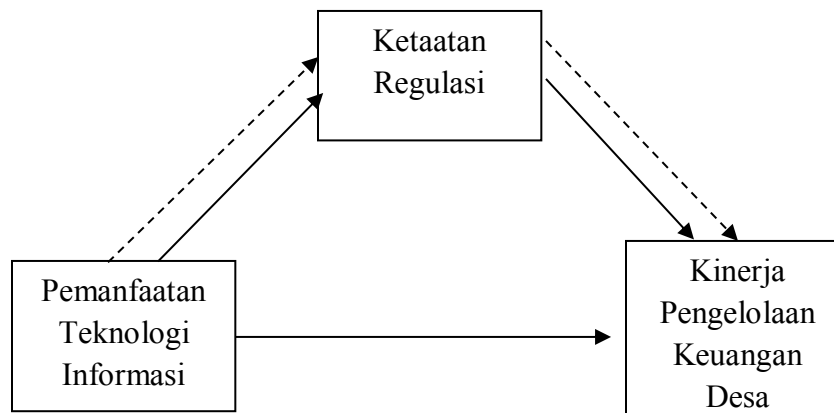 Ketaatan
Regulasi
Pemanfaatan
Teknologi
Informasi
Kinerja
Pengelolaan
Keuangan
Desa